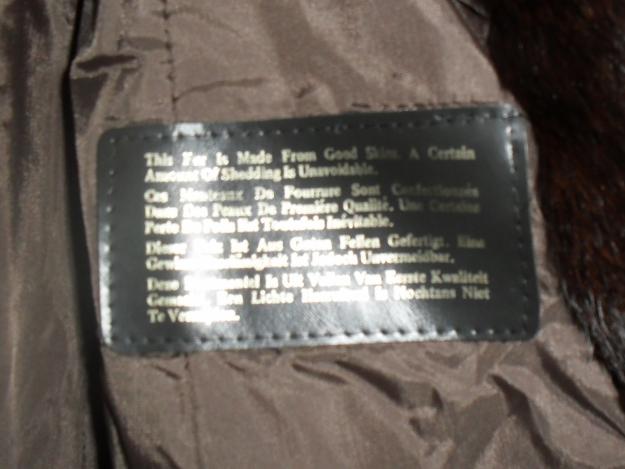 This Fur Is Made From Good Skins. A Certain
Amount Of Shedding Is Unavoidable.
Ces Manteaux De Fourrure Sont Confectionnés
Dans Des Peaux De Première Qualité. Une Certaine
Perte De Poils Est Toutefois Inévitable.
Dieser Pelz Ist Aus Guten Fellen Gefertigt. Eine
Ist Jedoch Unvermeidbar.
Deze Is Uit Vellen Van Eerste Kwaliteit
Een Lichte Is Nochtans Niet
Te